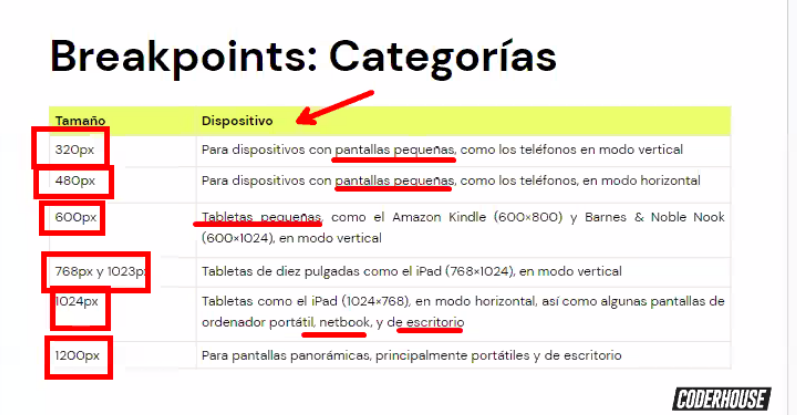 Breakpoints: Categorías
Tamaño Dispositivo
320px Para dispositivos con pantallas pequeñas, como los teléfonos en modo vertical
480px Para dispositivos con pantallas pequeñas, como los teléfonos, en modo horizontal
600px Tabletas pequeñas, como el Amazon Kindle (600×800) y Barnes & Noble Nook
(600×1024), en modo vertical
768px y 1023px Tabletas de diez pulgadas como el iPad (768×1024), en modo vertical
1024px Tabletas como el iPad (1024×768), en modo horizontal, así como algunas pantallas de
ordenador portátil, netbook, y de escritorio
1200px Para pantallas panorámicas, principalmente portátiles y de escritorio
CODERHOUSE